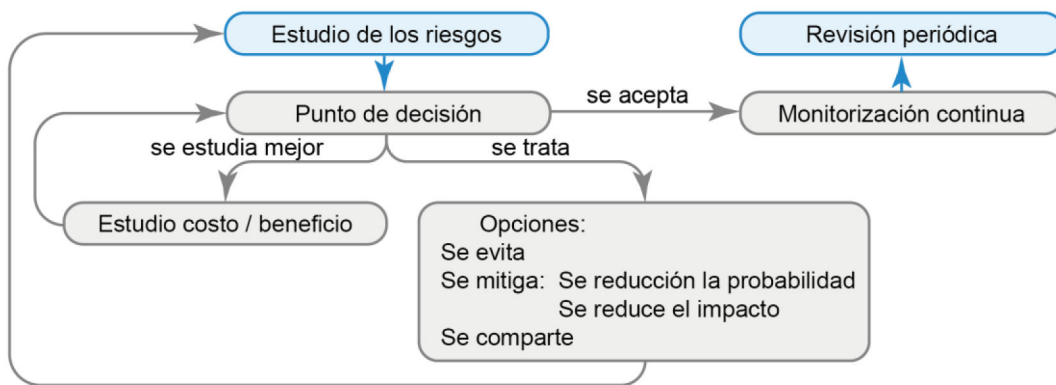 Estudio de los riesgos
Revisión periódica
Punto de decisión
se acepta
Monitorización continua
se estudia mejor
se trata
Estudio costo / beneficio
Opciones:
Se evita
Se mitiga: Se reducción la probabilidad
Se reduce el impacto
Se comparte